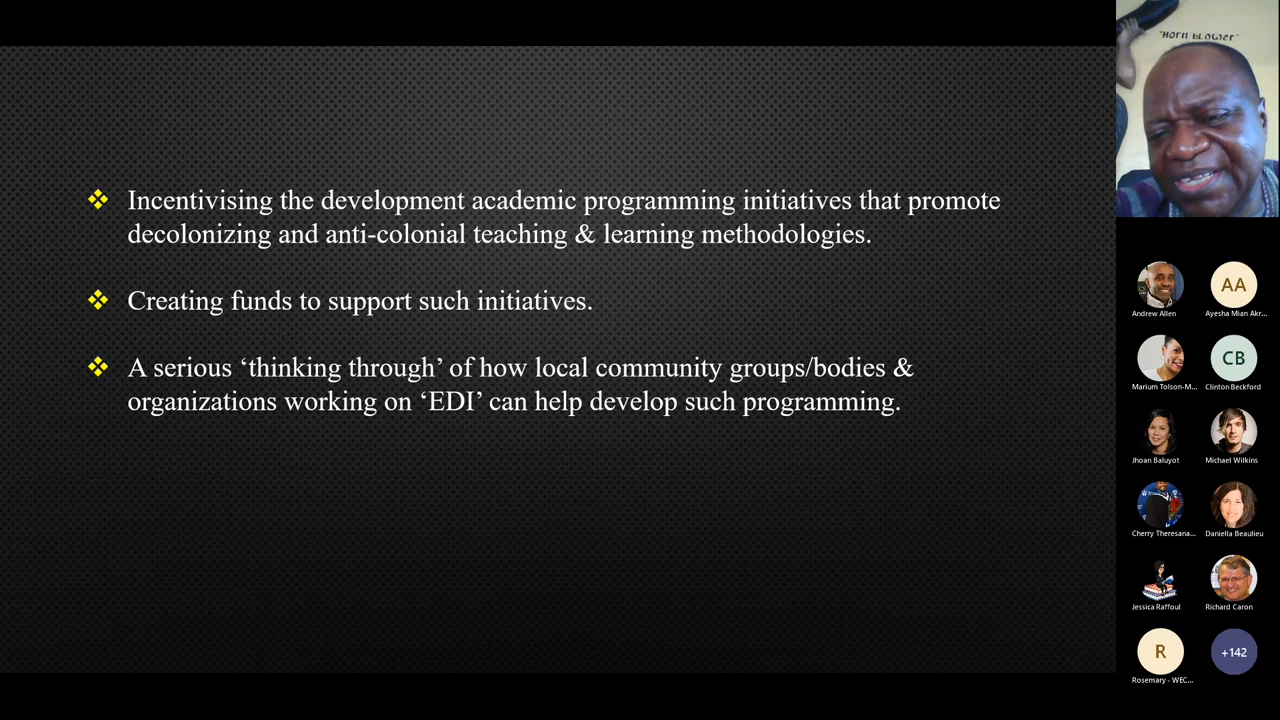 Incentivising the development academic programming initiatives that promote
decolonizing and anti-colonial teaching & learning methodologies.
Creating funds to support such initiatives.
A serious ‘thinking through’ of how local community groups/bodies &
organizations working on ‘EDI’ can help develop such programming.
"HORN BLOWER"
Andrew Allen
AA
Ayesha Mian Akr...
Marium Tolson-M...
CB
Clinton Beckford
Jhoan Baluyot
Michael Wilkins
Cherry Theresana...
Daniella Beaulieu
Jessica Raffoul
Richard Caron
R
Rosemary - WEC...
+142